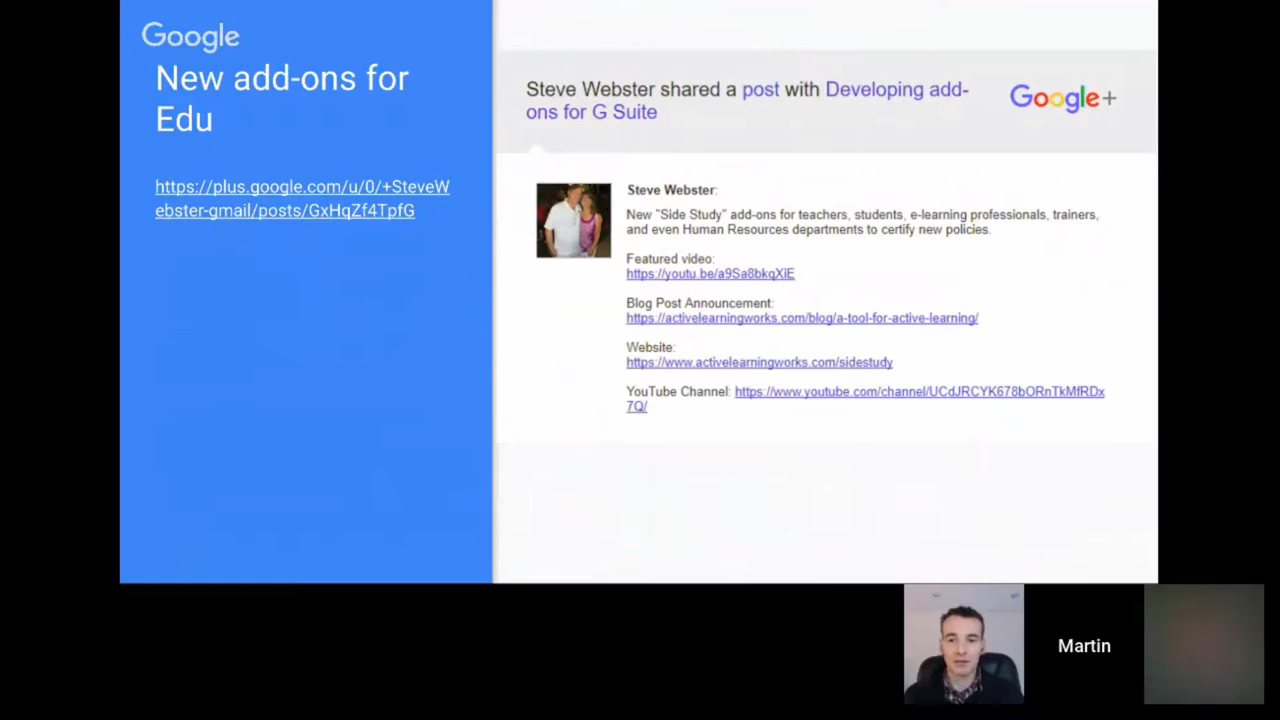 Google
New add-ons for
Edu
https://plus.google.com/u/0/+SteveW
ebster-gmail/posts/GxHqZf4TpfG
Steve Webster shared a post with Developing add-
ons for G Suite
Google+
Steve Webster:
New "Side Study" add-ons for teachers, students, e-learning professionals, trainers,
and even Human Resources departments to certify new policies.
Featured video:
https://youtu.be/a9Sa8bkqXiE
Blog Post Announcement:
https://activelearningworks.com/blog/a-tool-for-active-learning/
Website:
https://www.activelearningworks.com/sidestudy
YouTube Channel: https://www.youtube.com/channel/UCdJRCYK678bORnTkMfRDx
7Q/
Martin